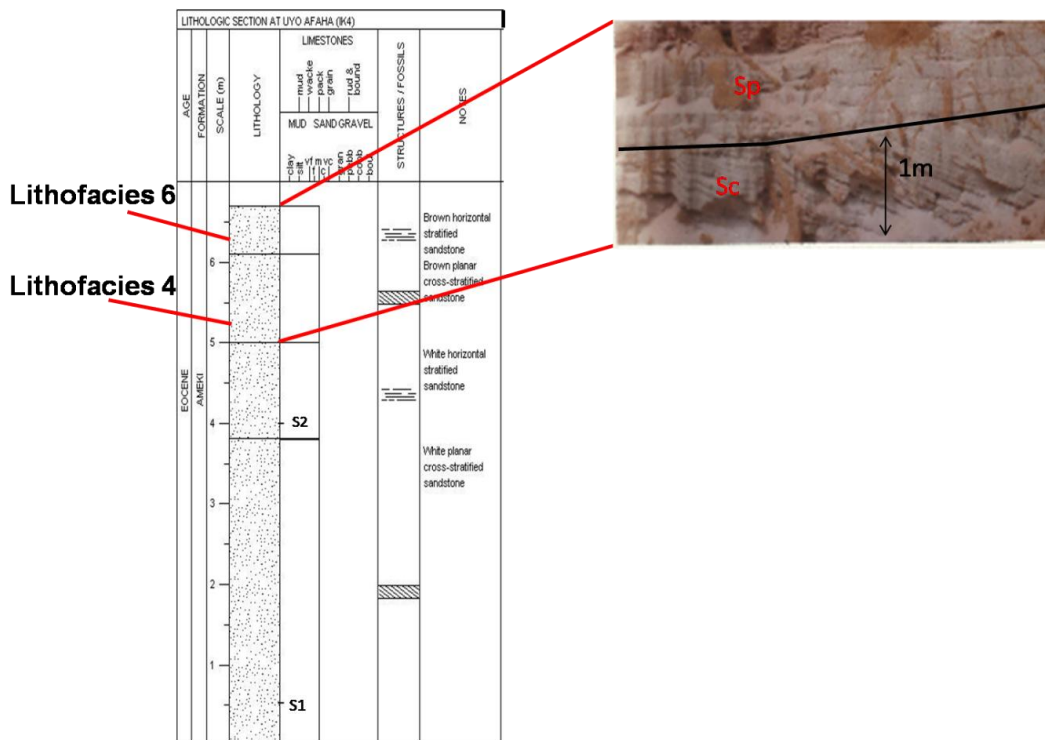 LITHOLOGIC SECTION AT UYO AFAHA (IK4)
AGE
FORMATION
SCALE (m)
LITHOLOGY
LIMESTONES
mud
wacke
pack
grain
rud &
bound
MUD SAND GRAVEL
clay
silt
vf
f
m
c
vc
gran
pebb
cobb
boul
STRUCTURES / FOSSILS
NOTES
Lithofacies 6
Lithofacies 4
EOCENE
AMEKI
6
5
4
3
2
1
S2
S1
Brown horizontal
stratified
sandstone
Brown planar
cross-stratified
sandstone
White horizontal
stratified
sandstone
White planar
cross-stratified
sandstone
Sp
Sc
1m